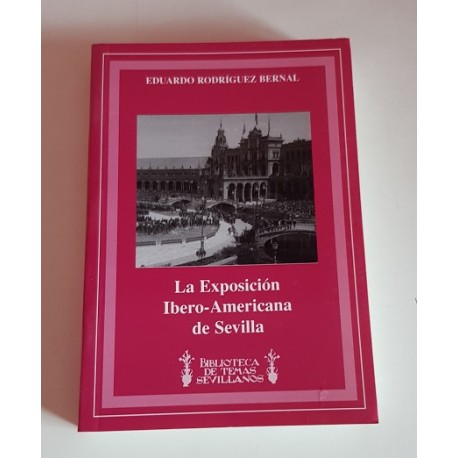 EDUARDO RODRÍGUEZ BERNAL
La Exposición
Ibero-Americana
de Sevilla
BIBLIOTECA
DE TEMAS
SEVILLANOS